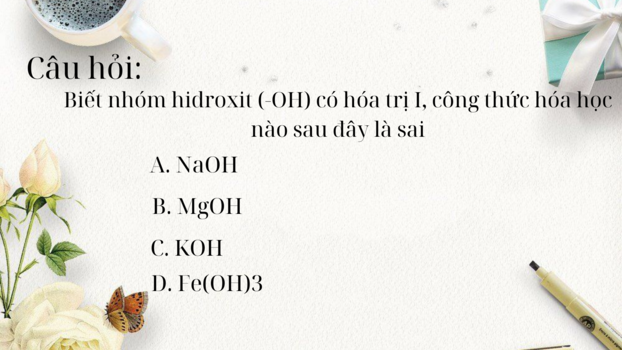 Câu hỏi:
Biết nhóm hidroxit (-OH) có hóa trị I, công thức hóa học
nào sau đây là sai
A. NaOH
B. MgOH
C. KOH
D. Fe(OH)3